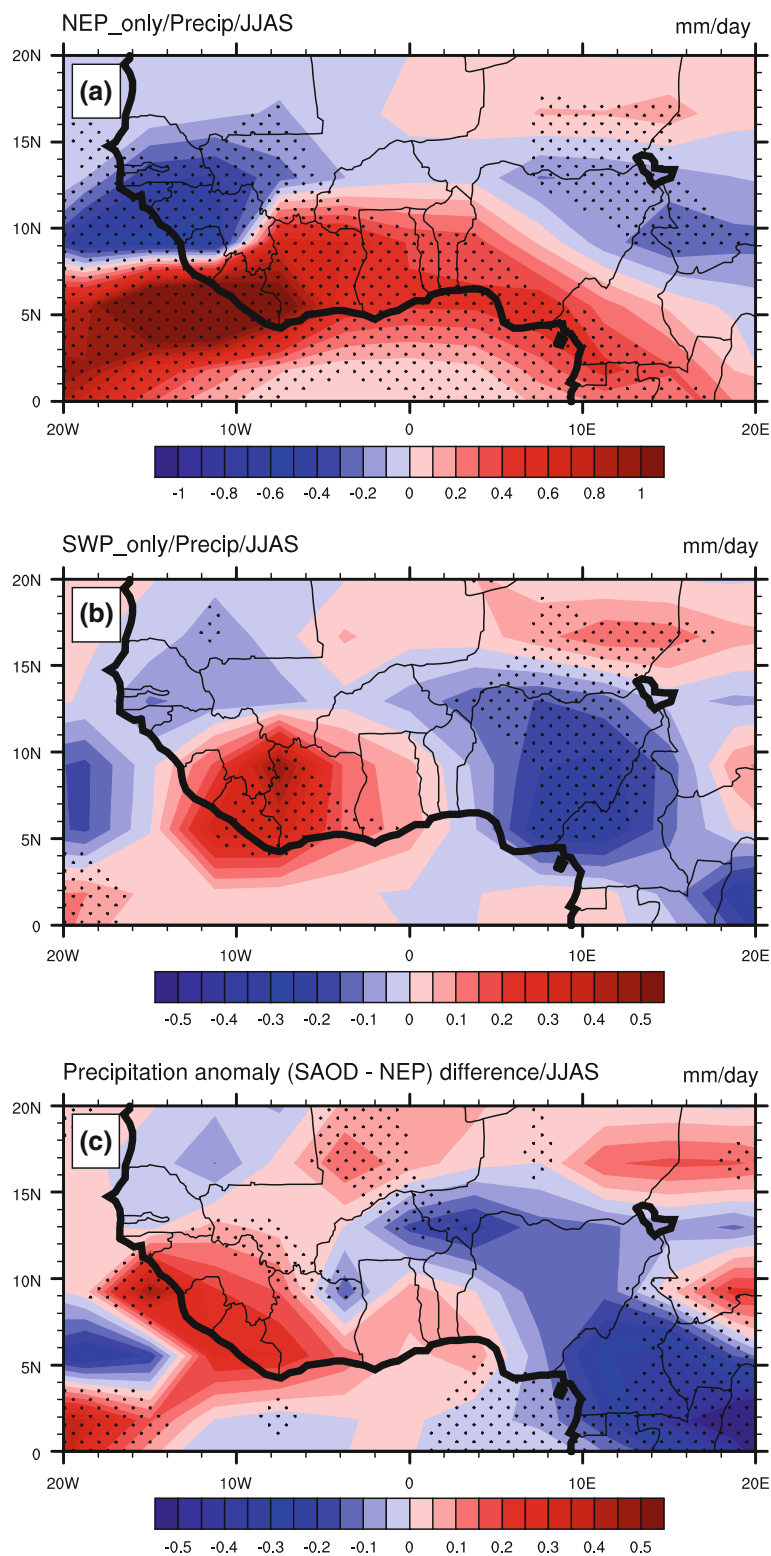 NEP_only/Precip/JJAS mm/day
(a)
20N
15N
10N
5N
0
20W 10W 0 10E 20E
-1 -0.8 -0.6 -0.4 -0.2 0 0.2 0.4 0.6 0.8 1
SWP_only/Precip/JJAS mm/day
(b)
20N
15N
10N
5N
0
20W 10W 0 10E 20E
-0.5 -0.4 -0.3 -0.2 -0.1 0 0.1 0.2 0.3 0.4 0.5
Precipitation anomaly (SAOD - NEP) difference/JJAS mm/day
(c)
20N
15N
10N
5N
0
20W 10W 0 10E 20E
-0.5 -0.4 -0.3 -0.2 -0.1 0 0.1 0.2 0.3 0.4 0.5